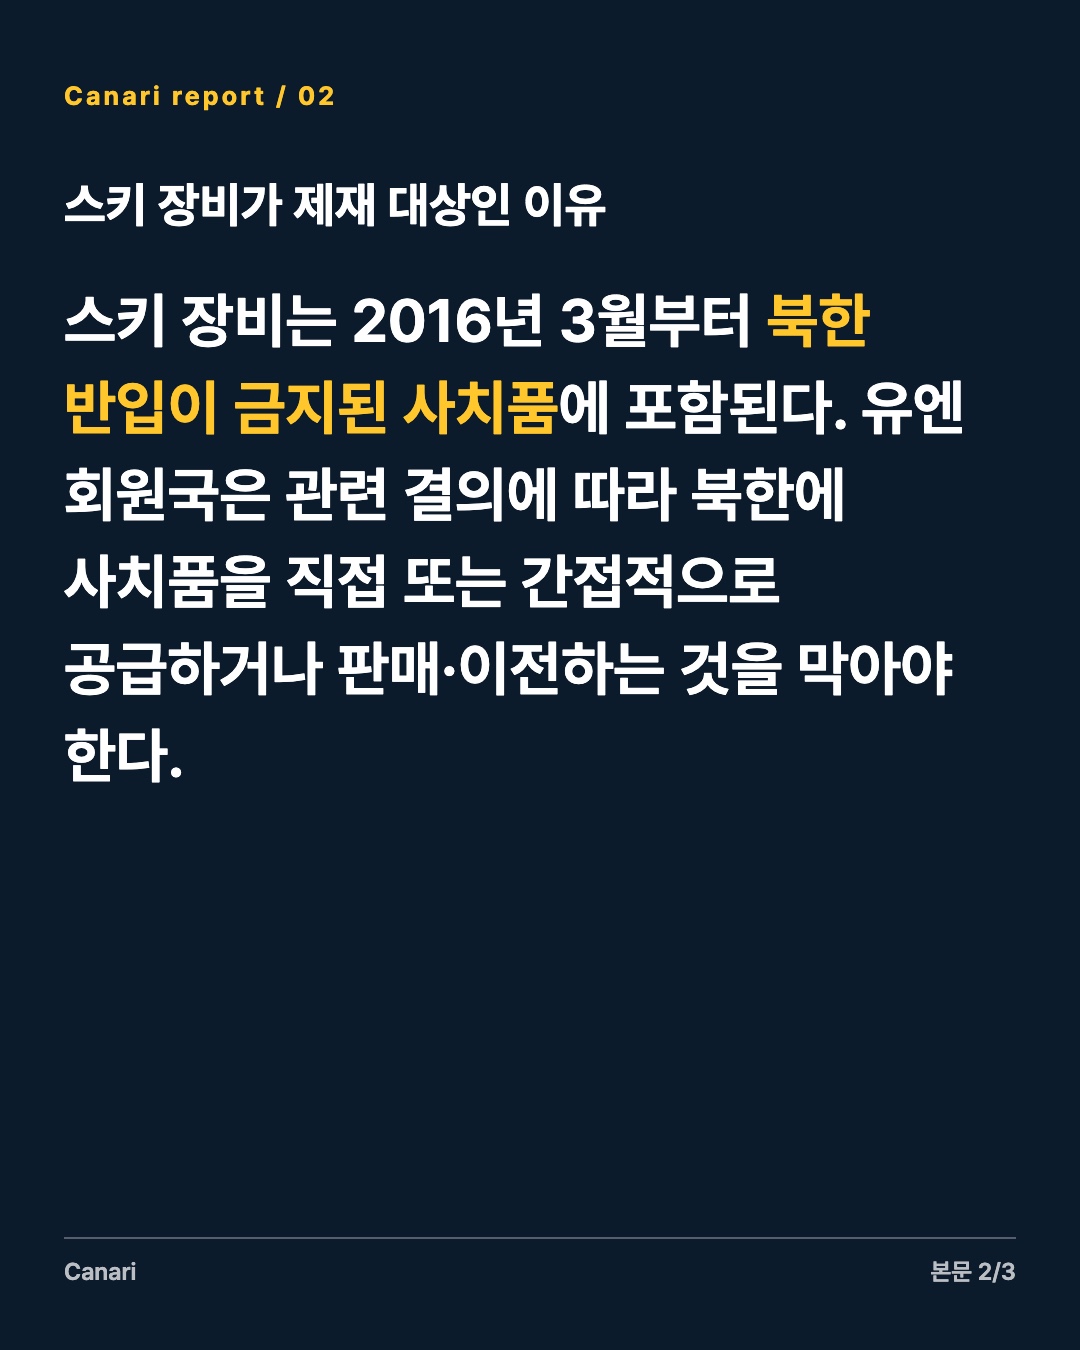 Canari report / 02
스키 장비가 제재 대상인 이유
스키 장비는 2016년 3월부터 북한
반입이 금지된 사치품에 포함된다. 유엔
회원국은 관련 결의에 따라 북한에
사치품을 직접 또는 간접적으로
공급하거나 판매·이전하는 것을 막아야
한다.
Canari
본문 2/3